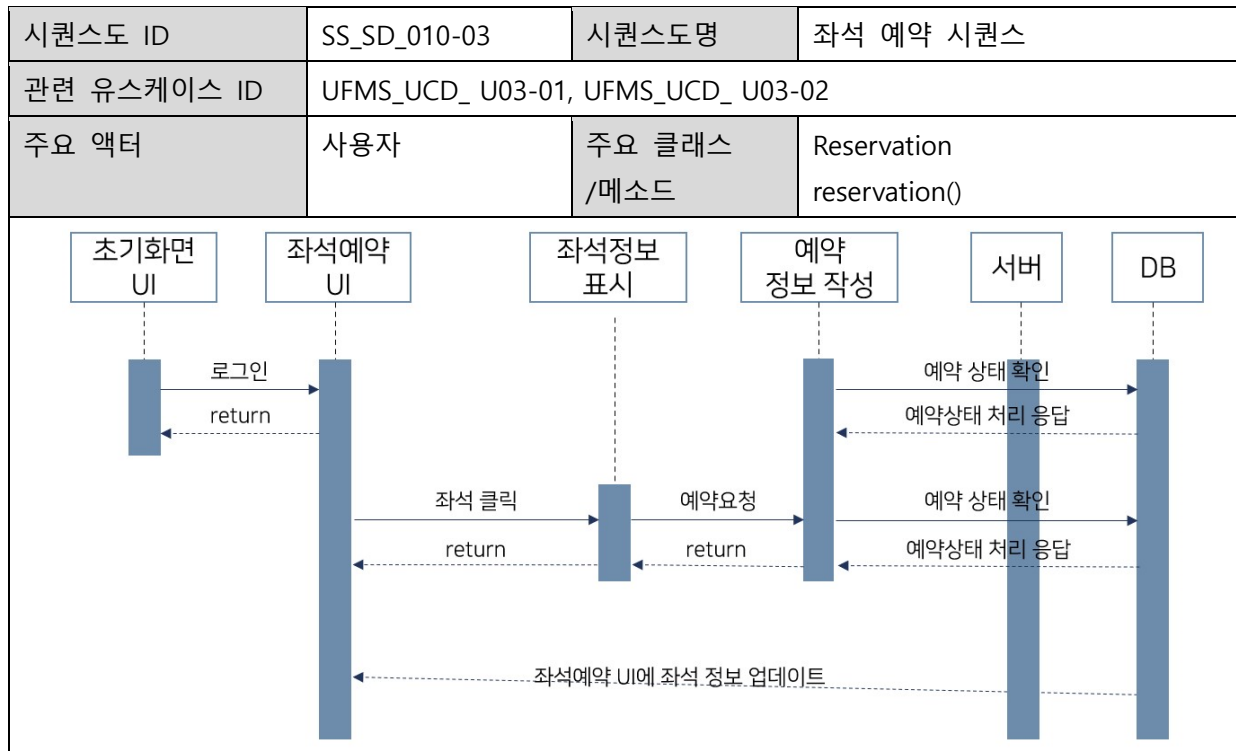 시퀀스도 ID SS_SD_010-03 시퀀스도명 좌석 예약 시퀀스
관련 유스케이스 ID UFMS_UCD_ U03-01, UFMS_UCD_ U03-02
주요 액터 사용자 주요 클래스 Reservation
/메소드 reservation()
초기화면 좌석예약 좌석정보 예약 서버 DB
UI UI 표시 정보 작성
로그인 예약 상태 확인
return 예약상태 처리 응답
좌석 클릭 예약요청 예약 상태 확인
return return 예약상태 처리 응답
좌석예약 UI에 좌석 정보 업데이트